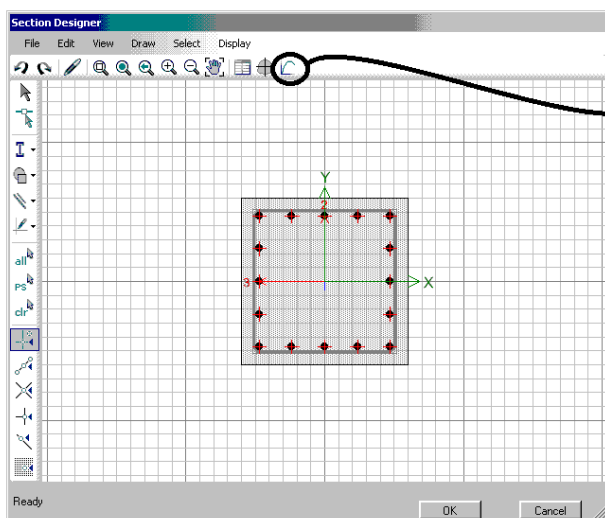 Section Designer
File Edit View Draw Select Display
all
PS
clr
Y
2
3
X
Ready
OK Cancel